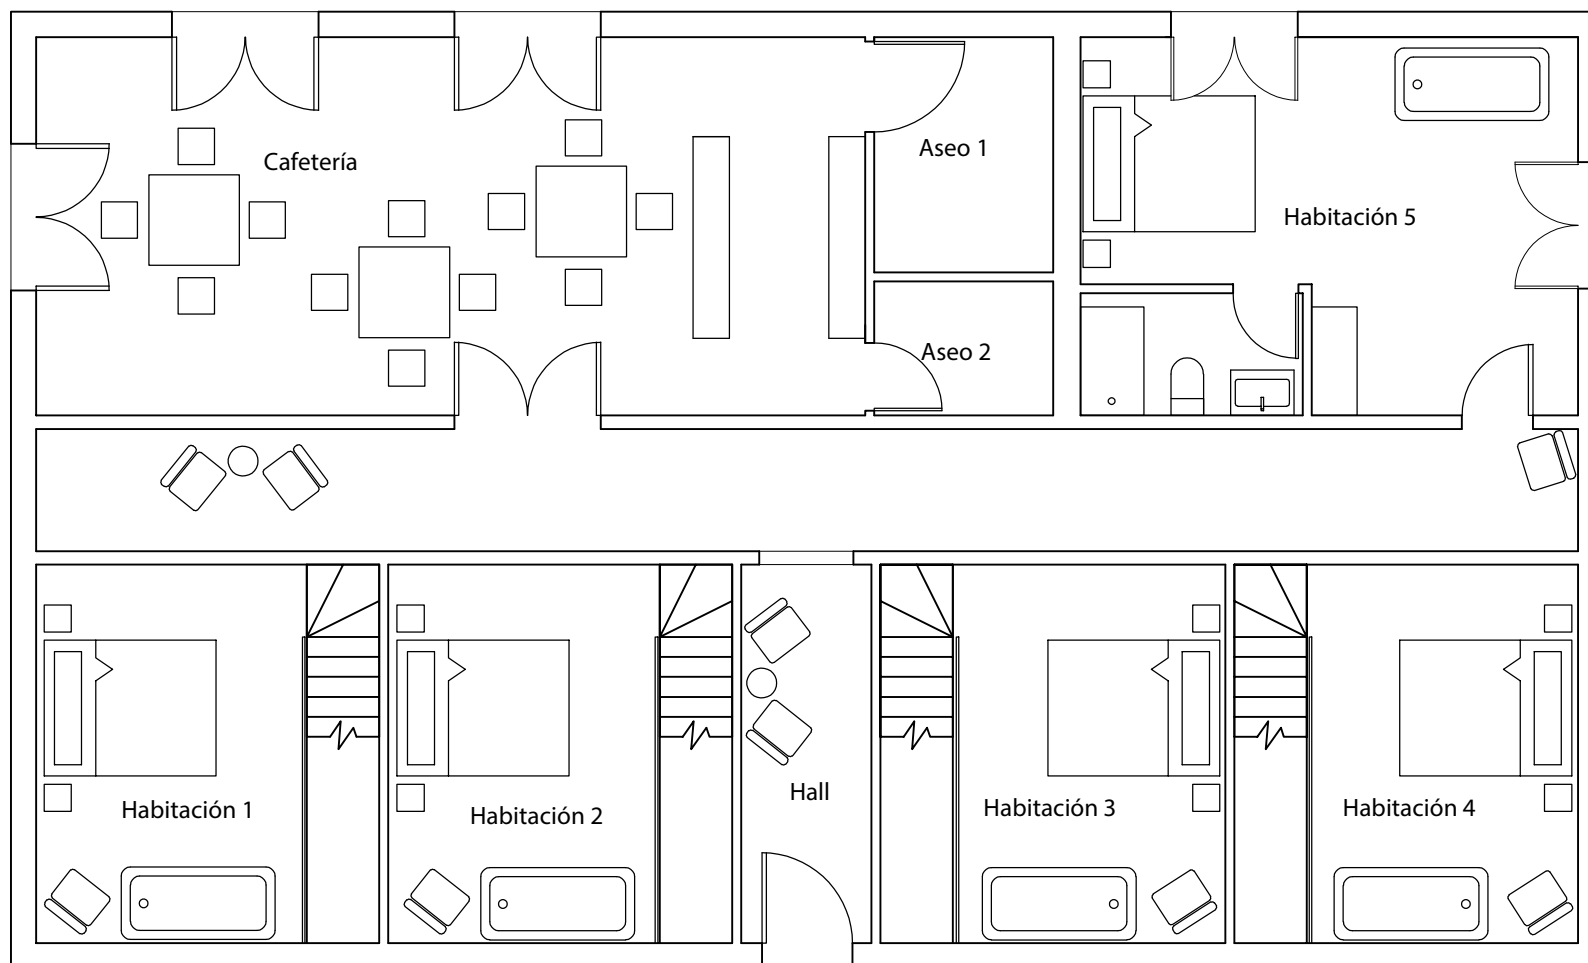 Cafetería
Aseo 1
Habitación 5
Aseo 2
Habitación 1
Habitación 2
Hall
Habitación 3
Habitación 4